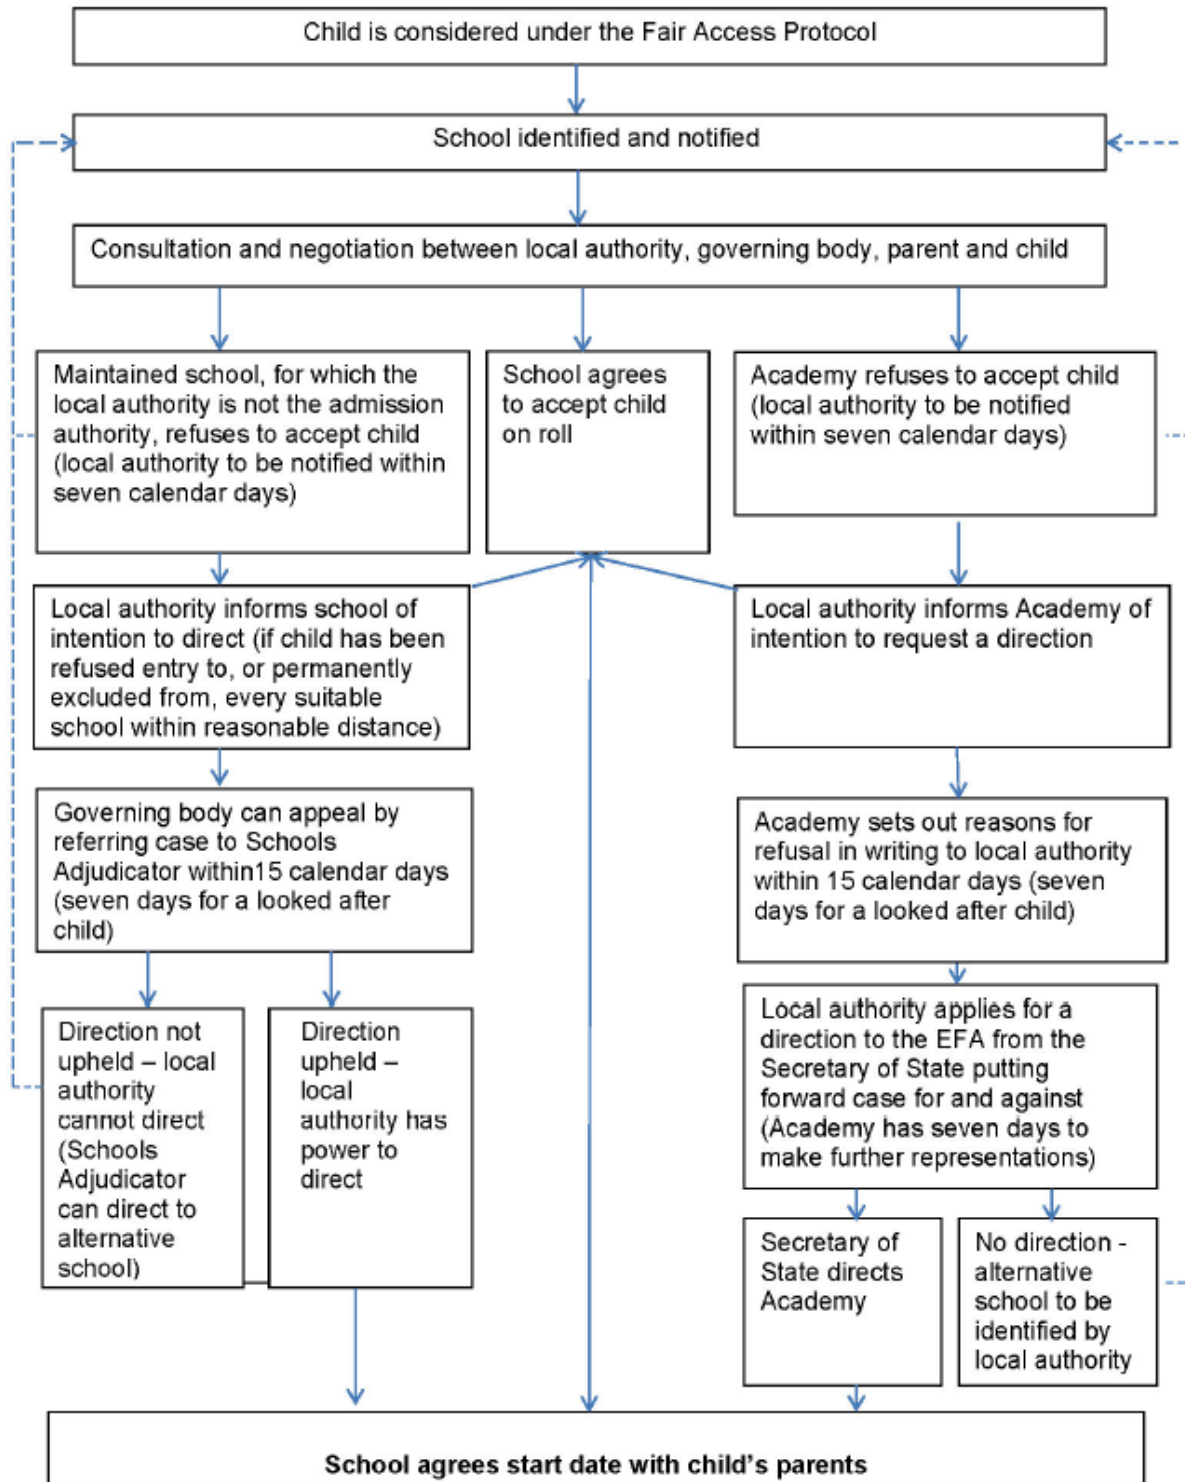 Child is considered under the Fair Access Protocol
School identified and notified
Consultation and negotiation between local authority, governing body, parent and child
Maintained school, for which the
local authority is not the admission
authority, refuses to accept child
(local authority to be notified within
seven calendar days)
School agrees
to accept child
on roll
Academy refuses to accept child
(local authority to be notified
within seven calendar days)
Local authority informs school of
intention to direct (if child has been
refused entry to, or permanently
excluded from, every suitable
school within reasonable distance)
Local authority informs Academy of
intention to request a direction
Governing body can appeal by
referring case to Schools
Adjudicator within15 calendar days
(seven days for a looked after
child)
Academy sets out reasons for
refusal in writing to local authority
within 15 calendar days (seven
days for a looked after child)
Direction not
upheld – local
authority
cannot direct
(Schools
Adjudicator
can direct to
alternative
school)
Direction
upheld –
local
authority has
power to
direct
Local authority applies for a
direction to the EFA from the
Secretary of State putting
forward case for and against
(Academy has seven days to
make further representations)
Secretary of
State directs
Academy
No direction -
alternative
school to be
identified by
local authority
School agrees start date with child's parents